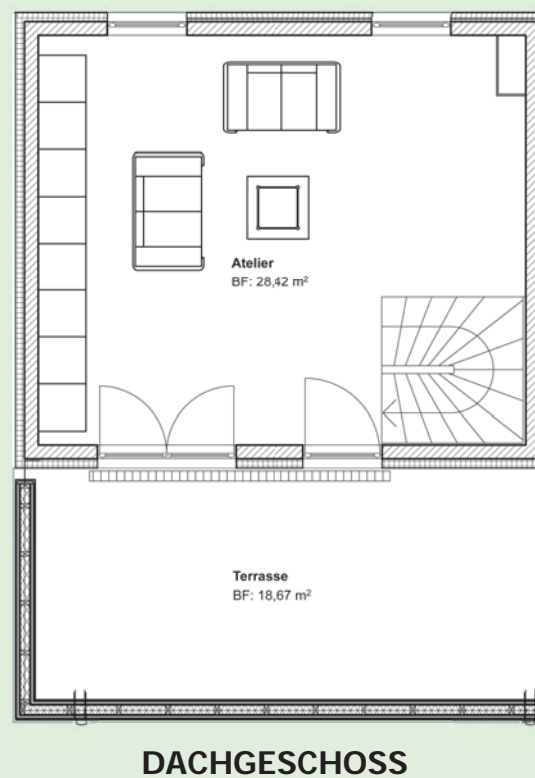 Atelier
BF: 28,42 m²
Terrasse
BF: 18,67 m²
DACHGESCHOSS